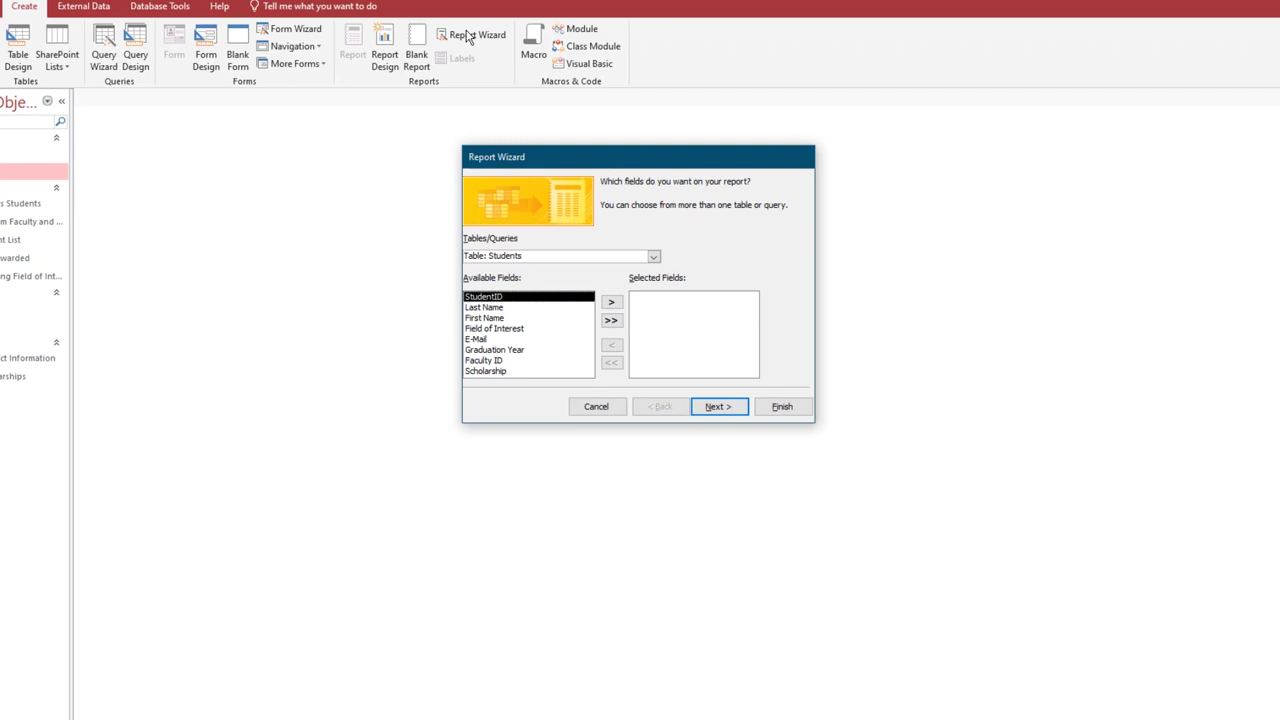 Create External Data Database Tools Help Tell me what you want to do
Table Design
SharePoint Lists
Tables
Query Wizard
Query Design
Queries
Form
Form Design
Blank Form
Form Wizard
Navigation
More Forms
Forms
Report
Report Design
Blank Report
Report Wizard
Labels
Reports
Macro
Module
Class Module
Visual Basic
Macros & Code
Obje... «
s Students
m Faculty and ...
nt List
warded
ng Field of Int...
ct Information
arships
Report Wizard
Which fields do you want on your report?
You can choose from more than one table or query.
Tables/Queries
Table: Students
Available Fields:
Selected Fields:
StudentID
Last Name
First Name
Field of Interest
E-Mail
Graduation Year
Faculty ID
Scholarship
>
>>
<
<<
Cancel < Back Next > Finish